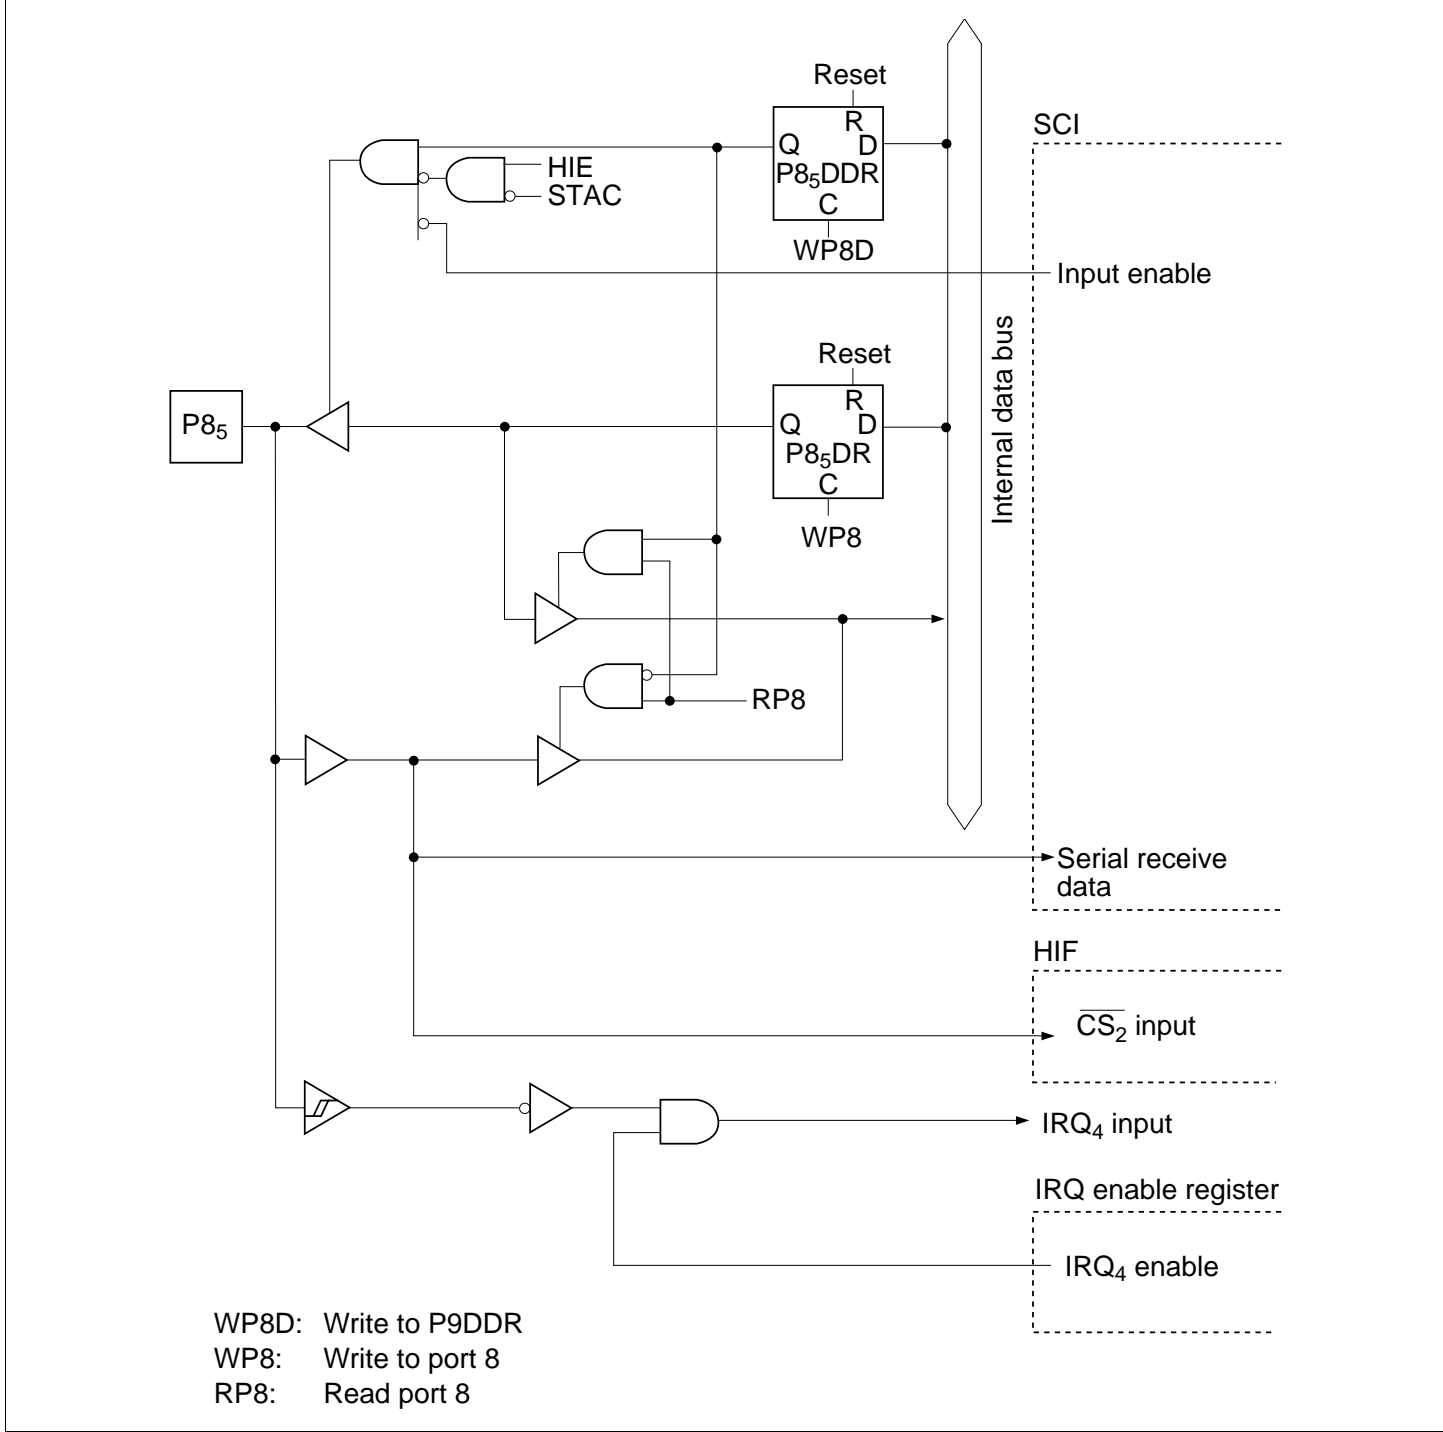 Reset
SCI
R
Q D
HIE
P8₅DDR
STAC
C
WP8D
Input enable
Internal data bus
Reset
R
P8₅
Q D
P8₅DR
C
WP8
RP8
Serial receive
data
HIF
C̅S̅₂ input
IRQ₄ input
IRQ enable register
IRQ₄ enable
WP8D: Write to P9DDR
WP8: Write to port 8
RP8: Read port 8